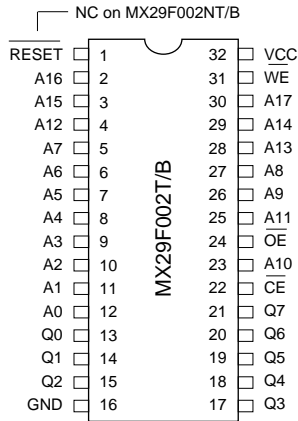 NC on MX29F002NT/B
RESET 1 32 VCC
A16 2 31 WE
A15 3 30 A17
A12 4 29 A14
A7 5 28 A13
A6 6 27 A8
A5 7 26 A9
A4 8 25 A11
A3 9 24 OE
A2 10 23 A10
A1 11 22 CE
A0 12 21 Q7
Q0 13 20 Q6
Q1 14 19 Q5
Q2 15 18 Q4
GND 16 17 Q3
MX29F002T/B